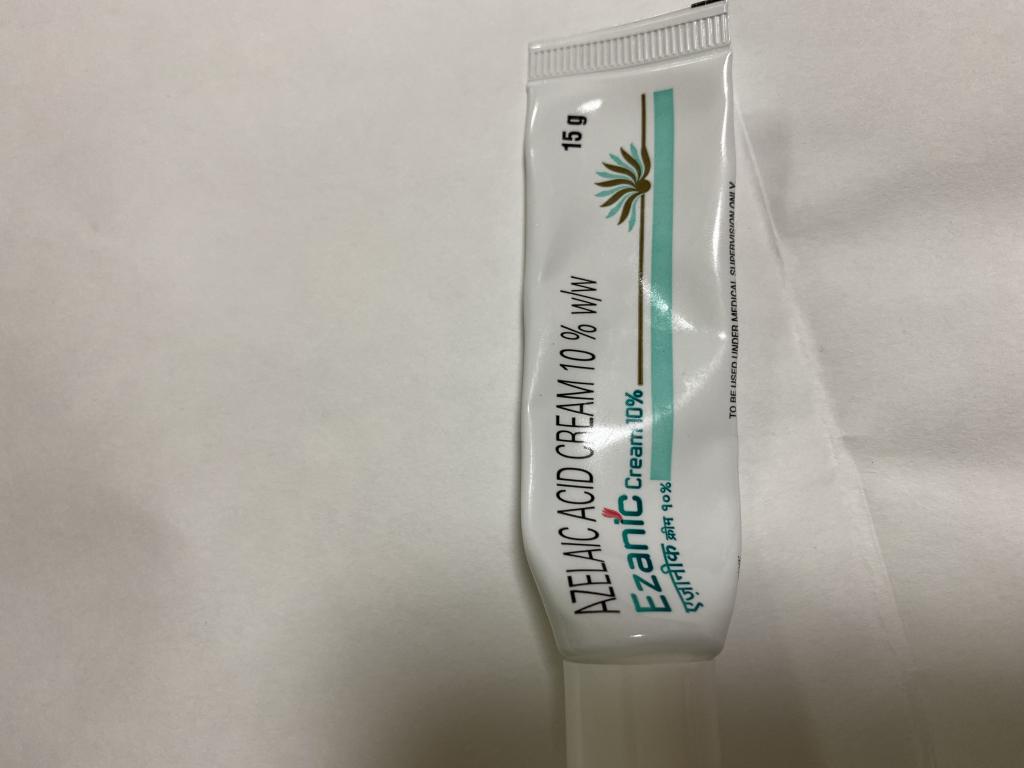 15 g
AZELAIC ACID CREAM 10 % w/w
Ezanic Cream 10%
एज़ानीक क्रीम १०%
TO BE USED UNDER MEDICAL SUPERVISION ONLY